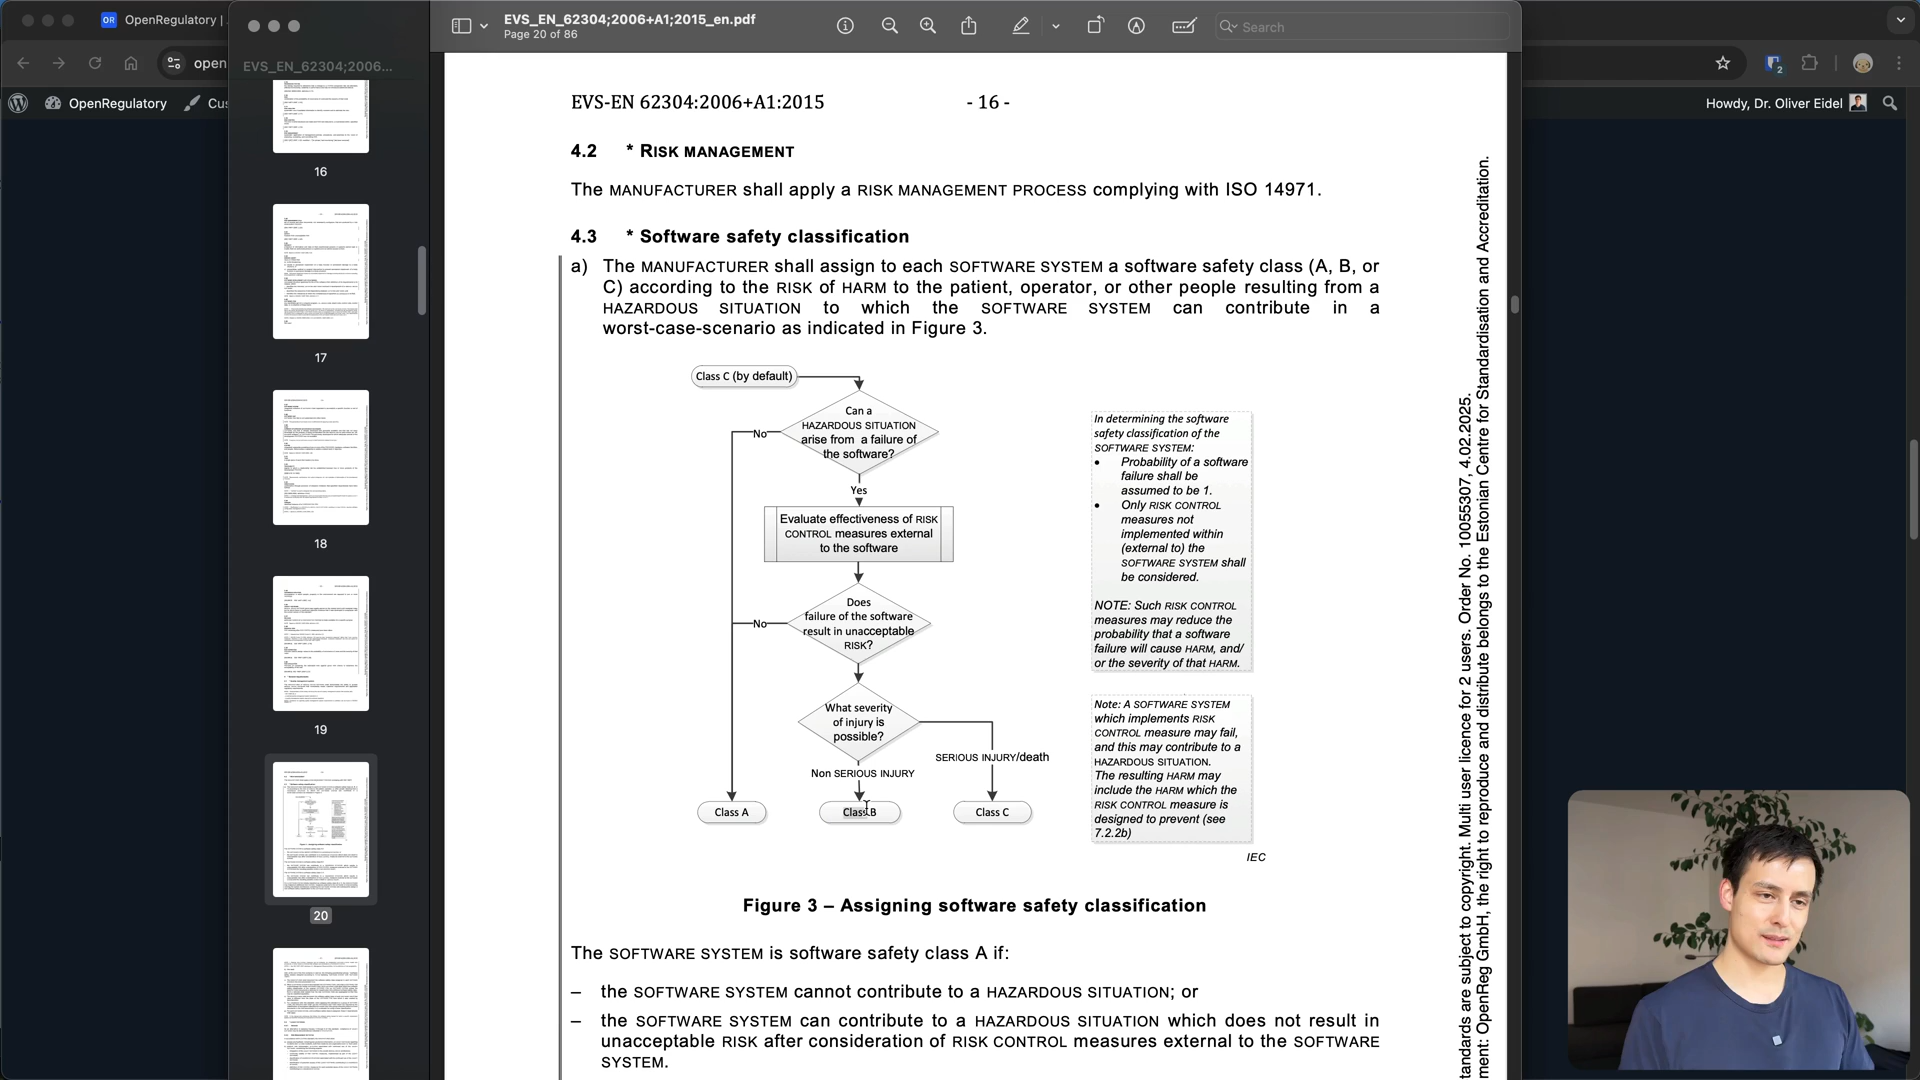 OpenRegulatory |
open
OpenRegulatory
Cus
EVS_EN_62304;2006...
16
17
18
19
20
EVS_EN_62304;2006+A1;2015_en.pdf
Page 20 of 86
Search
2
Howdy, Dr. Oliver Eidel
EVS-EN 62304:2006+A1:2015
- 16 -
4.2 * RISK MANAGEMENT
The MANUFACTURER shall apply a RISK MANAGEMENT PROCESS complying with ISO 14971.
4.3 * Software safety classification
a) The MANUFACTURER shall assign to each SOFTWARE SYSTEM a software safety class (A, B, or
C) according to the RISK of HARM to the patient, operator, or other people resulting from a
HAZARDOUS SITUATION to which the SOFTWARE SYSTEM can contribute in a
worst-case-scenario as indicated in Figure 3.
Class C (by default)
Can a
HAZARDOUS SITUATION
arise from a failure of
the software?
No
Yes
Evaluate effectiveness of RISK
CONTROL measures external
to the software
Does
failure of the software
result in unacceptable
RISK?
No
What severity
of injury is
possible?
SERIOUS INJURY/death
Non SERIOUS INJURY
Class A
Class B
Class C
In determining the software
safety classification of the
SOFTWARE SYSTEM:
• Probability of a software
failure shall be
assumed to be 1.
• Only RISK CONTROL
measures not
implemented within
(external to) the
SOFTWARE SYSTEM shall
be considered.
NOTE: Such RISK CONTROL
measures may reduce the
probability that a software
failure will cause HARM, and/
or the severity of that HARM.
Note: A SOFTWARE SYSTEM
which implements RISK
CONTROL measure may fail,
and this may contribute to a
HAZARDOUS SITUATION.
The resulting HARM may
include the HARM which the
RISK CONTROL measure is
designed to prevent (see
7.2.2b)
IEC
Figure 3 – Assigning software safety classification
The SOFTWARE SYSTEM is software safety class A if:
– the SOFTWARE SYSTEM cannot contribute to a HAZARDOUS SITUATION; or
– the SOFTWARE SYSTEM can contribute to a HAZARDOUS SITUATION which does not result in
unacceptable RISK after consideration of RISK CONTROL measures external to the SOFTWARE
SYSTEM.
tandards are subject to copyright. Multi user licence for 2 users. Order No. 10055307, 4.02.2025.
ment: OpenReg GmbH, the right to reproduce and distribute belongs to the Estonian Centre for Standardisation and Accreditation.